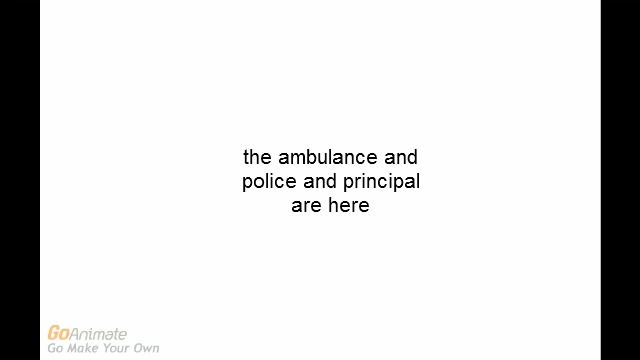 the ambulance and
police and principal
are here
GoAnimate
Go Make Your Own